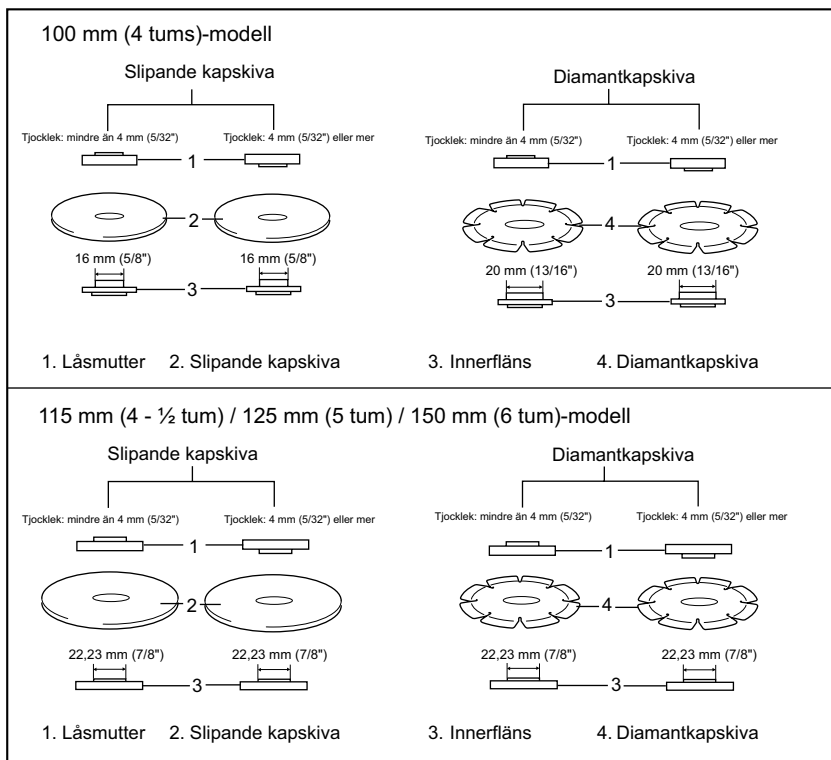 100 mm (4 tums)-modell
Slipande kapskiva
Diamantkapskiva
Tjocklek: mindre än 4 mm (5/32") Tjocklek: 4 mm (5/32") eller mer
Tjocklek: mindre än 4 mm (5/32") Tjocklek: 4 mm (5/32") eller mer
1
1
2
4
16 mm (5/8") 16 mm (5/8")
20 mm (13/16") 20 mm (13/16")
3
3
1. Låsmutter 2. Slipande kapskiva 3. Innerfläns 4. Diamantkapskiva
115 mm (4 - ½ tum) / 125 mm (5 tum) / 150 mm (6 tum)-modell
Slipande kapskiva
Diamantkapskiva
Tjocklek: mindre än 4 mm (5/32") Tjocklek: 4 mm (5/32") eller mer
Tjocklek: mindre än 4 mm (5/32") Tjocklek: 4 mm (5/32") eller mer
1
1
2
4
22,23 mm (7/8") 22,23 mm (7/8")
22,23 mm (7/8") 22,23 mm (7/8")
3
3
1. Låsmutter 2. Slipande kapskiva 3. Innerfläns 4. Diamantkapskiva